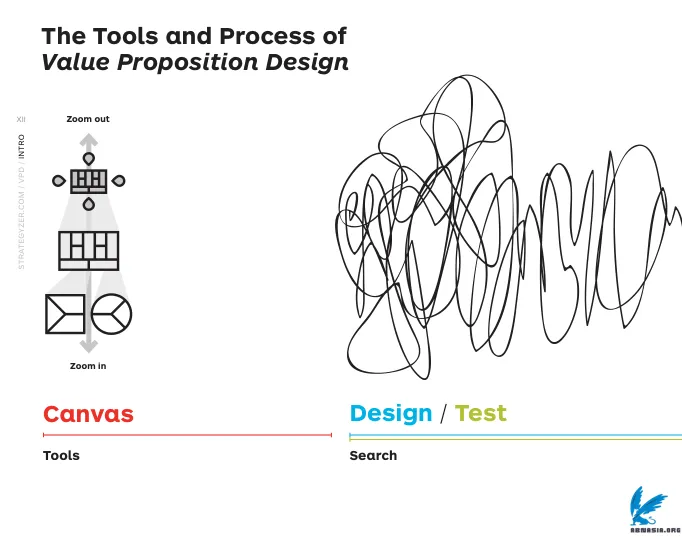 The Tools and Process of
Value Proposition Design
XII
STRATEGYZER.COM / VPD / INTRO
Zoom out
Zoom in
Canvas
Design / Test
Tools
Search
ABNASIA.ORG